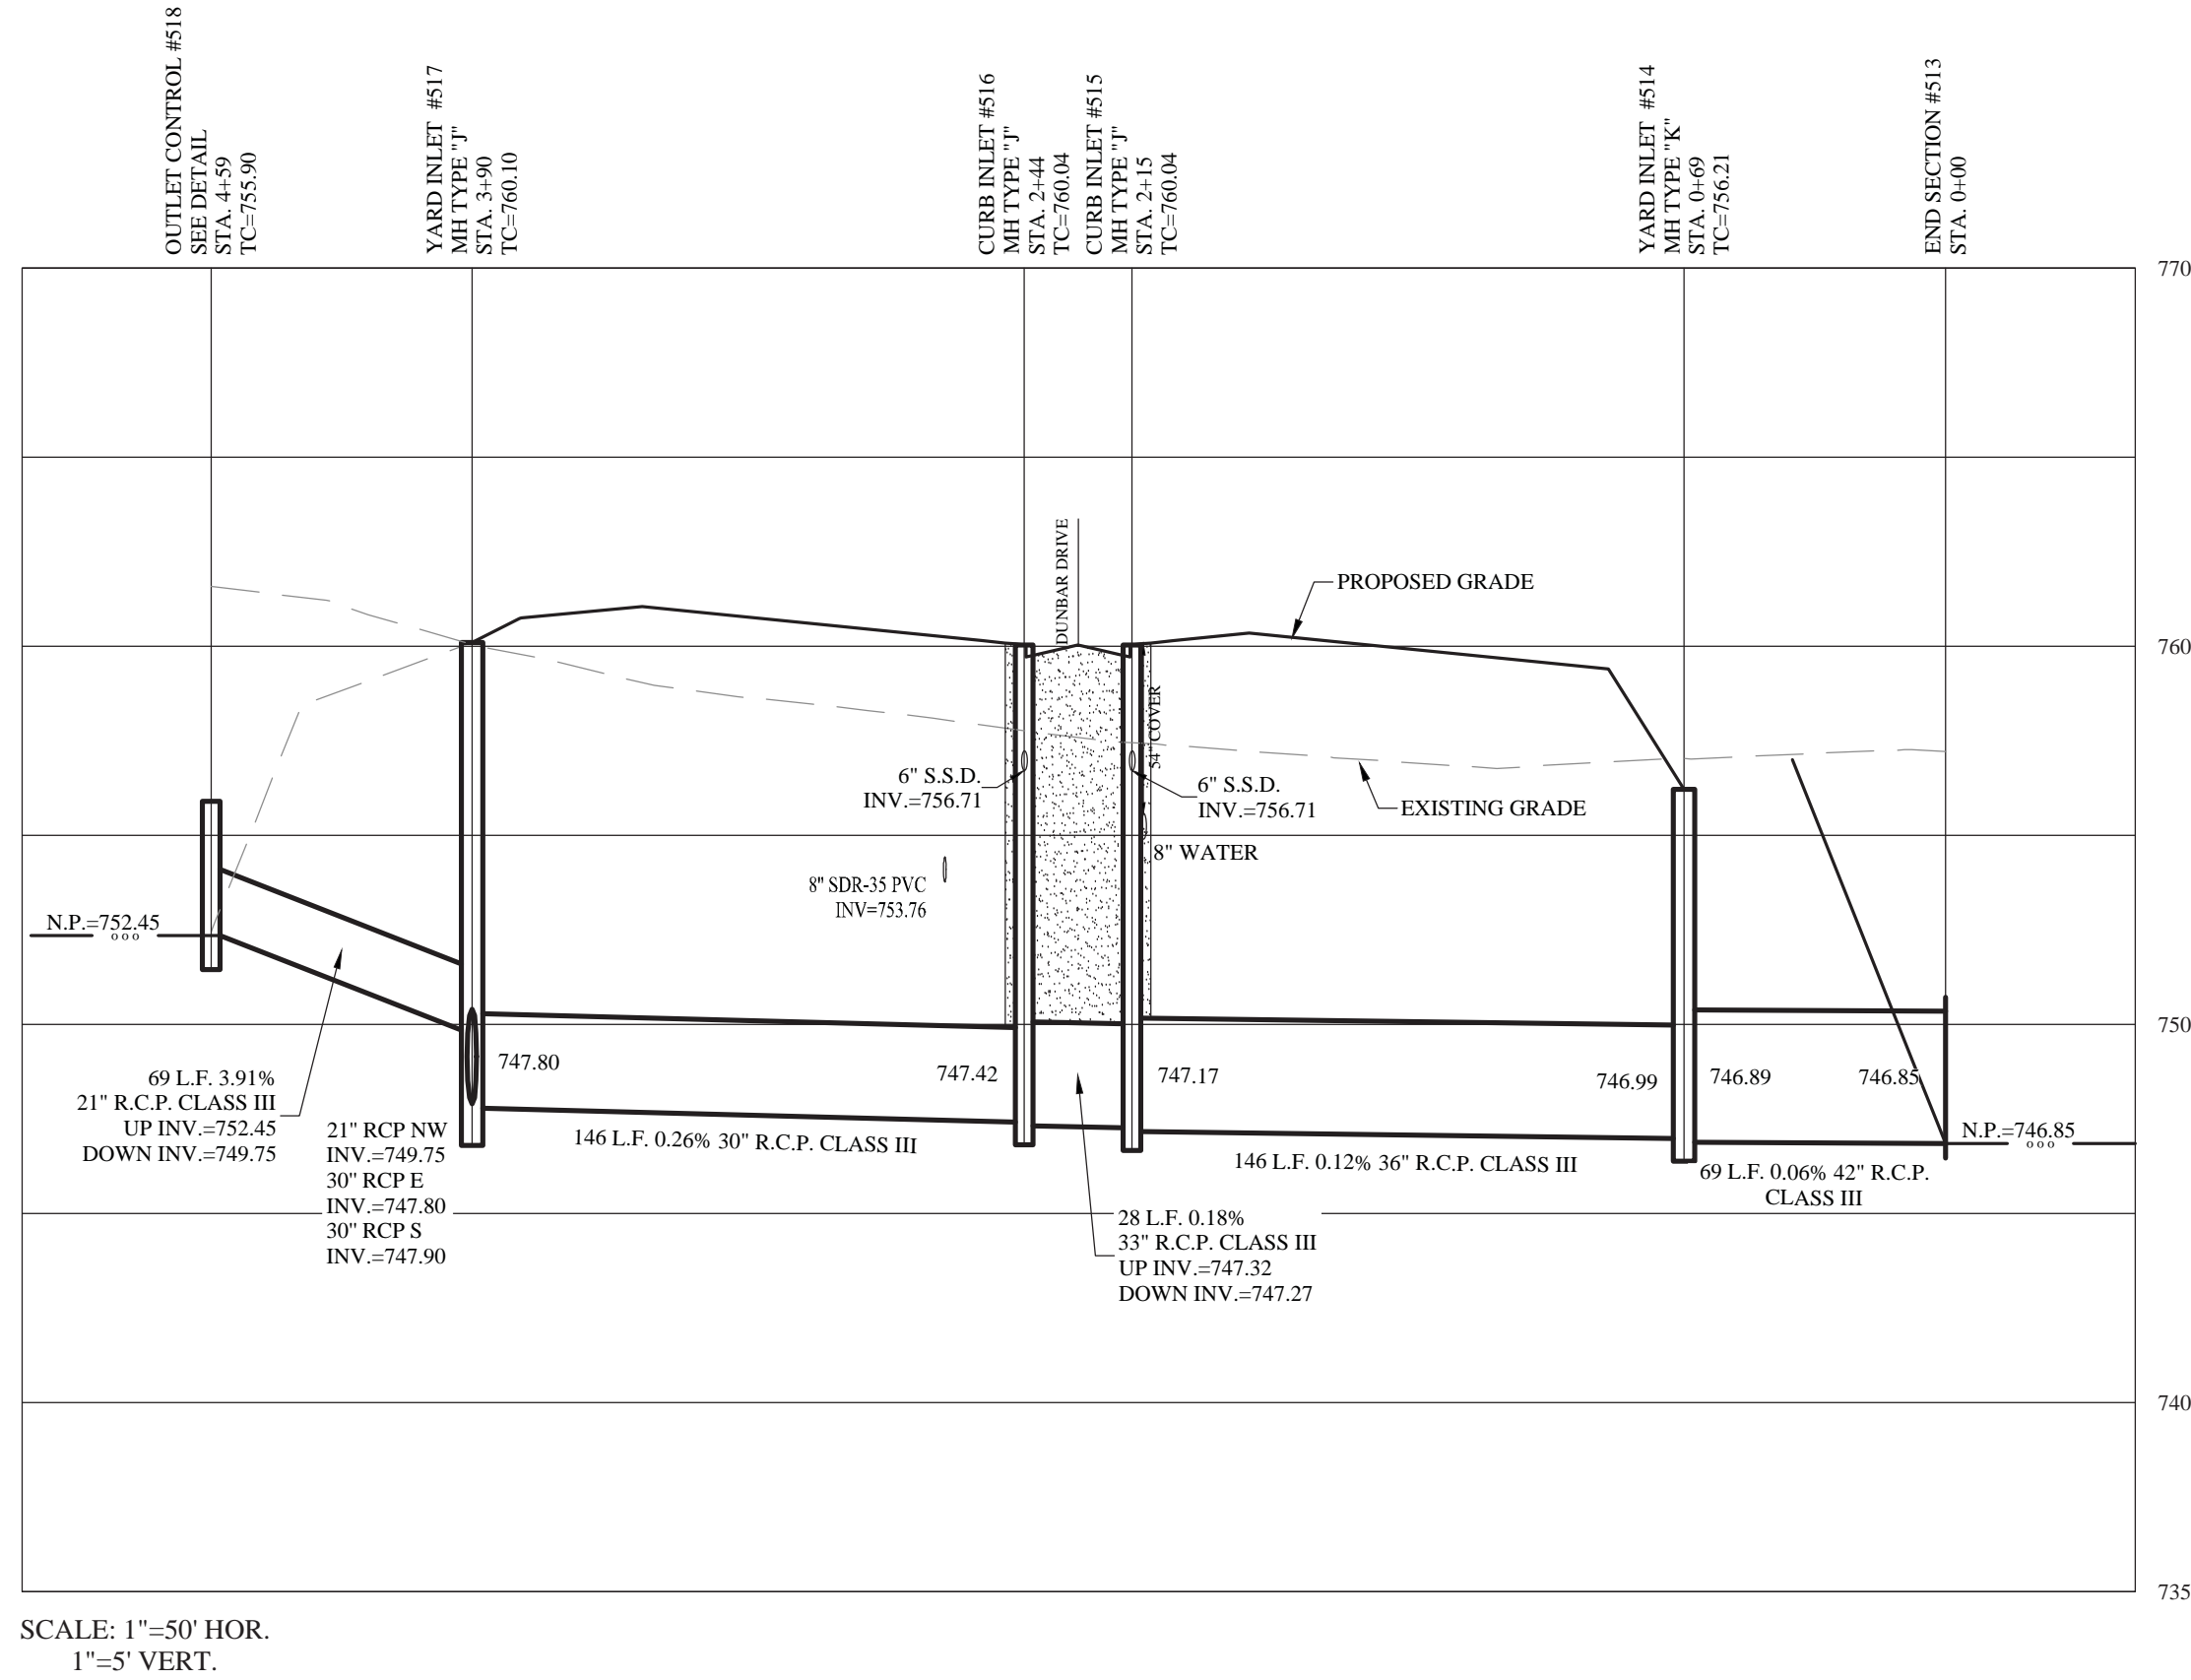 OUTLET CONTROL #518
SEE DETAIL
STA. 4+59
TC=755.90
YARD INLET #517
MH TYPE "J"
STA. 3+90
TC=760.10
CURB INLET #516
MH TYPE "J"
STA. 2+44
TC=760.04
CURB INLET #515
MH TYPE "J"
STA. 2+15
TC=760.04
YARD INLET #514
MH TYPE "K"
STA. 0+69
TC=756.21
END SECTION #513
STA. 0+00
770
DUNBAR DRIVE
PROPOSED GRADE
760
54" COVER
6" S.S.D.
INV.=756.71
6" S.S.D.
INV.=756.71
EXISTING GRADE
8" WATER
8" SDR-35 PVC
INV=753.76
N.P.=752.45
750
747.80
747.42
747.17
746.99
746.89
746.85
69 L.F. 3.91%
21" R.C.P. CLASS III
UP INV.=752.45
DOWN INV.=749.75
21" RCP NW
INV.=749.75
30" RCP E
INV.=747.80
30" RCP S
INV.=747.90
146 L.F. 0.26% 30" R.C.P. CLASS III
N.P.=746.85
146 L.F. 0.12% 36" R.C.P. CLASS III
69 L.F. 0.06% 42" R.C.P.
CLASS III
28 L.F. 0.18%
33" R.C.P. CLASS III
UP INV.=747.32
DOWN INV.=747.27
740
735
SCALE: 1"=50' HOR.
1"=5' VERT.